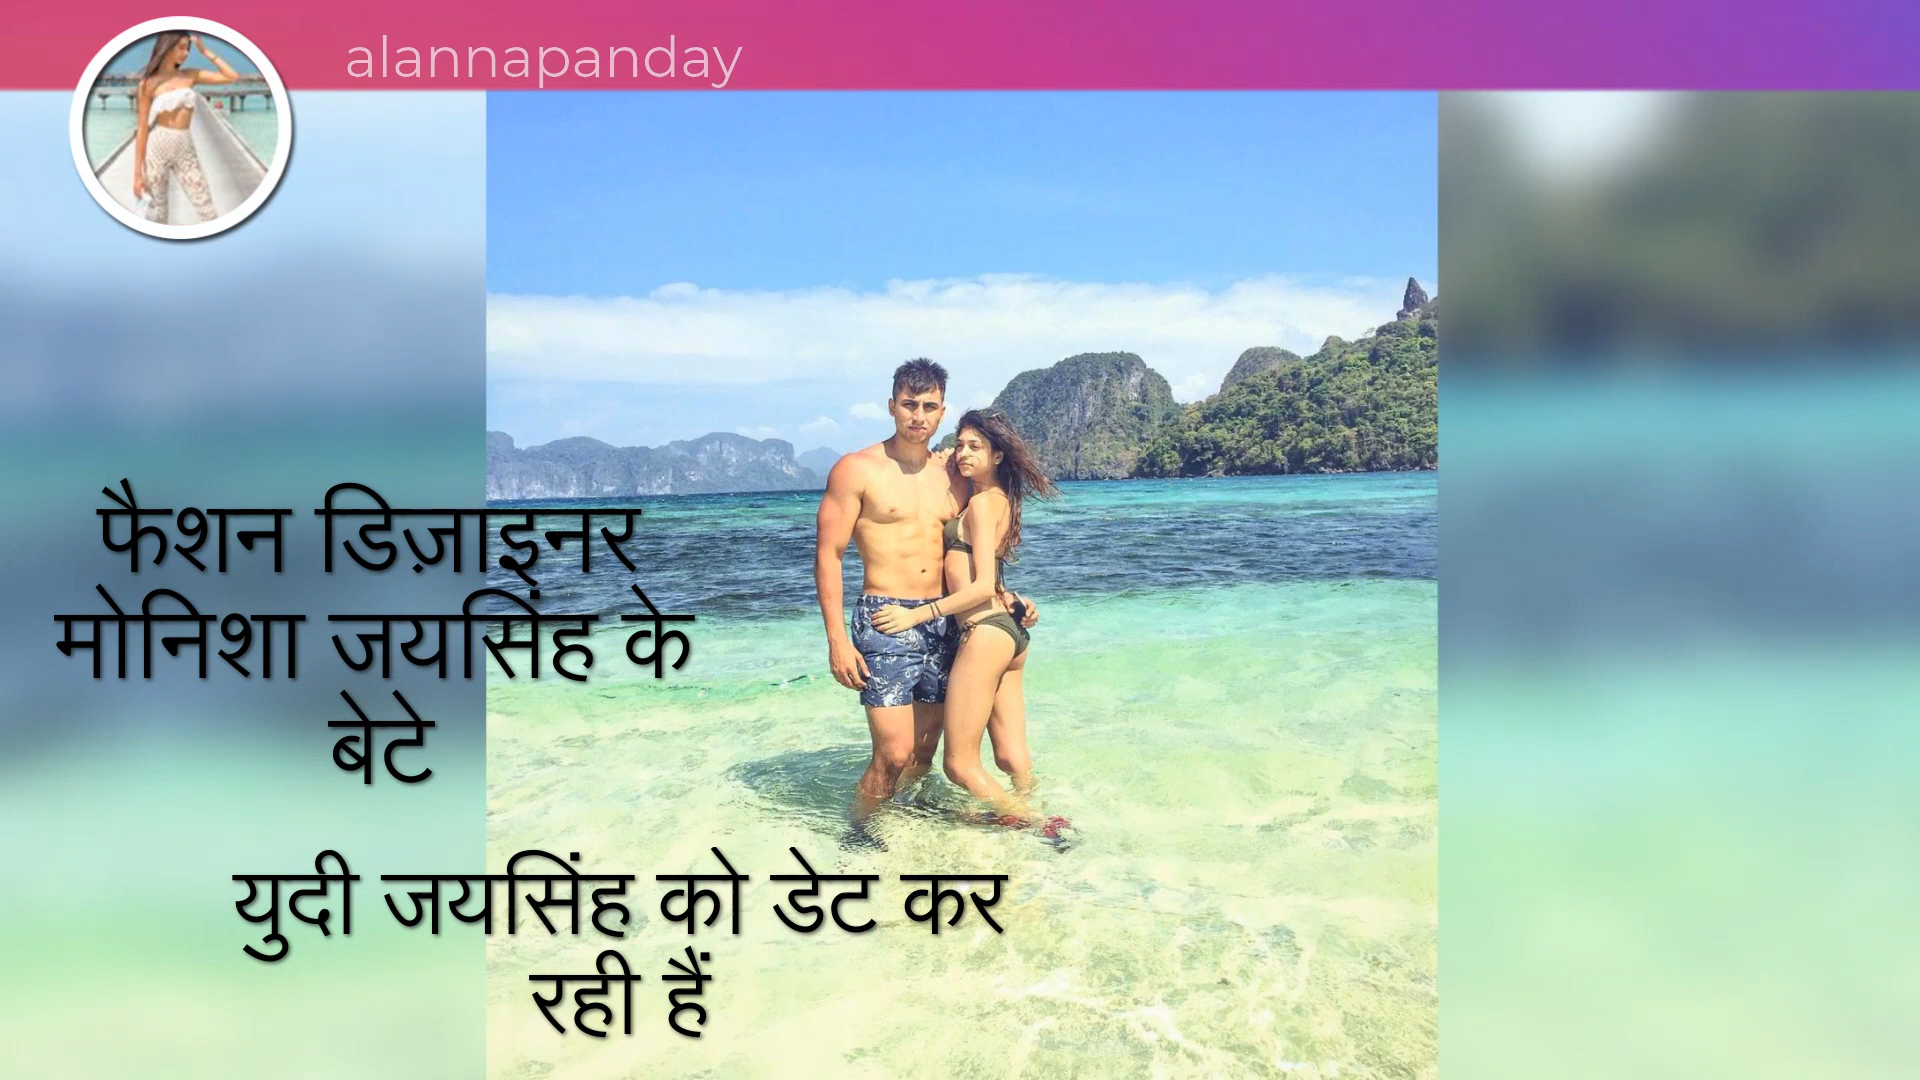 alannapanday
फैशन डिज़ाइनर
मोनिशा जयसिंह के
बेटे
युदी जयसिंह को डेट कर
रही हैं